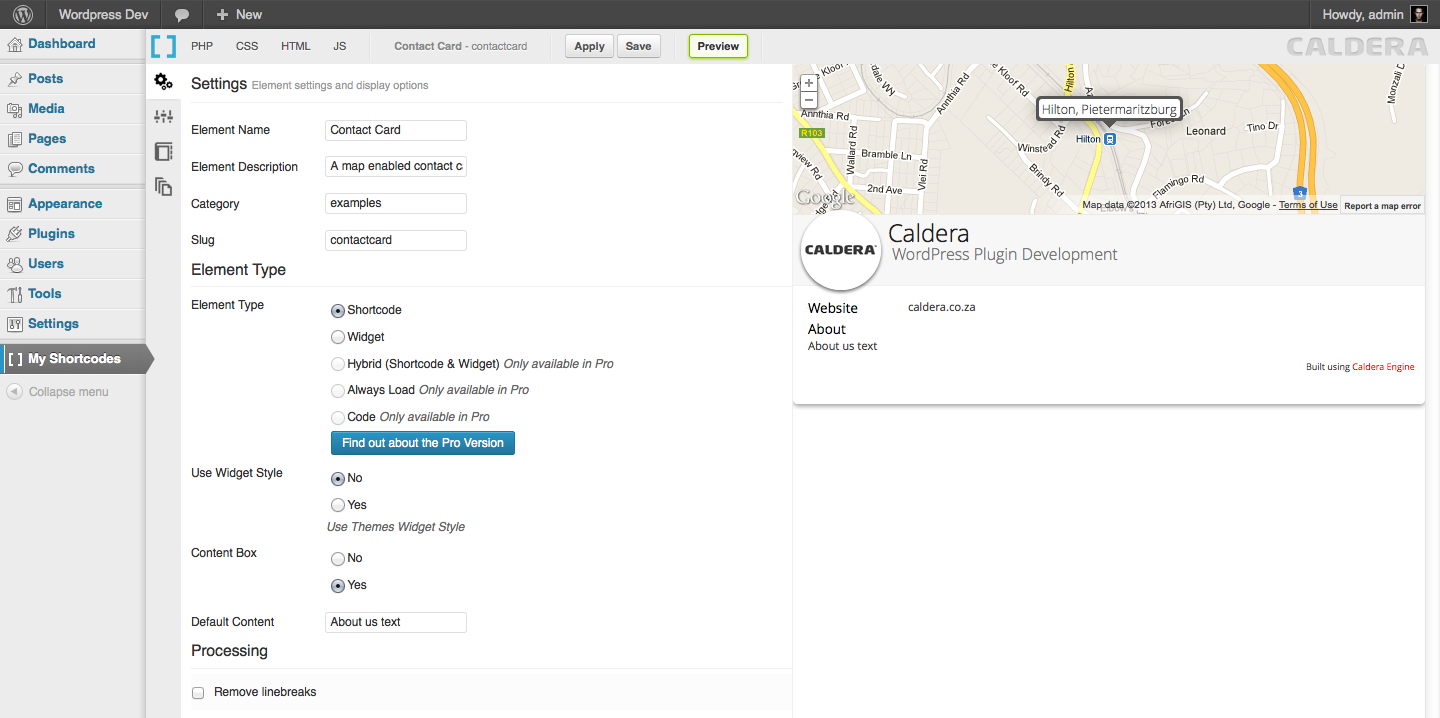 Wordpress Dev
New
Howdy, admin
Dashboard
Posts
Media
Pages
Comments
Appearance
Plugins
Users
Tools
Settings
[ ] My Shortcodes
Collapse menu
PHP CSS HTML JS Contact Card - contactcard Apply Save Preview
CALDERA
Settings Element settings and display options
Element Name Contact Card
Element Description A map enabled contact c
Category examples
Slug contactcard
Element Type
Element Type Shortcode
Widget
Hybrid (Shortcode & Widget) Only available in Pro
Always Load Only available in Pro
Code Only available in Pro
Find out about the Pro Version
Use Widget Style No
Yes
Use Themes Widget Style
Content Box No
Yes
Default Content About us text
Processing
Remove linebreaks
Annthia Rd
Kloof Rd
Annthia Rd
Kloof Rd
Hilton
Monzali D
Hilton, Pietermaritzburg
R103
Wallard Rd
Bramble Ln
Vlei Rd
2nd Ave
Winstead Rd
Hilton
Leonard
Tino Dr
Brindy Rd
Flamingo Rd
3
Google
Map data ©2013 AfriGIS (Pty) Ltd, Google - Terms of Use
Report a map error
CALDERA
Caldera
WordPress Plugin Development
Website caldera.co.za
About
About us text
Built using Caldera Engine